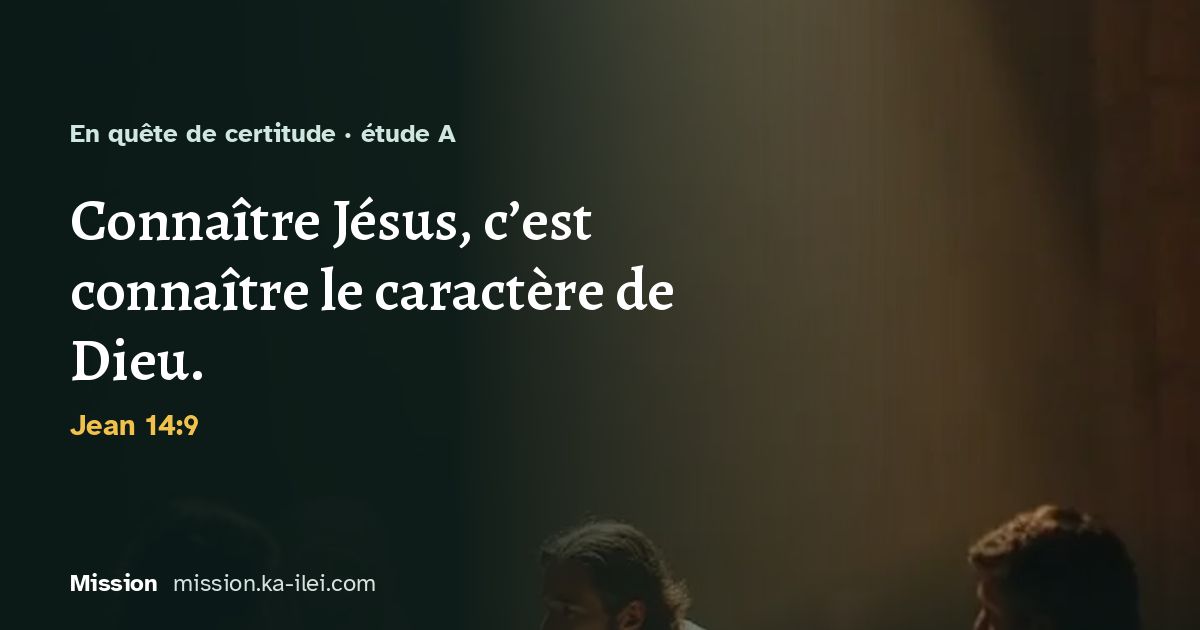 En quête de certitude · étude A
Connaître Jésus, c’est
connaître le caractère de
Dieu.
Jean 14:9
Mission mission.ka-ilei.com